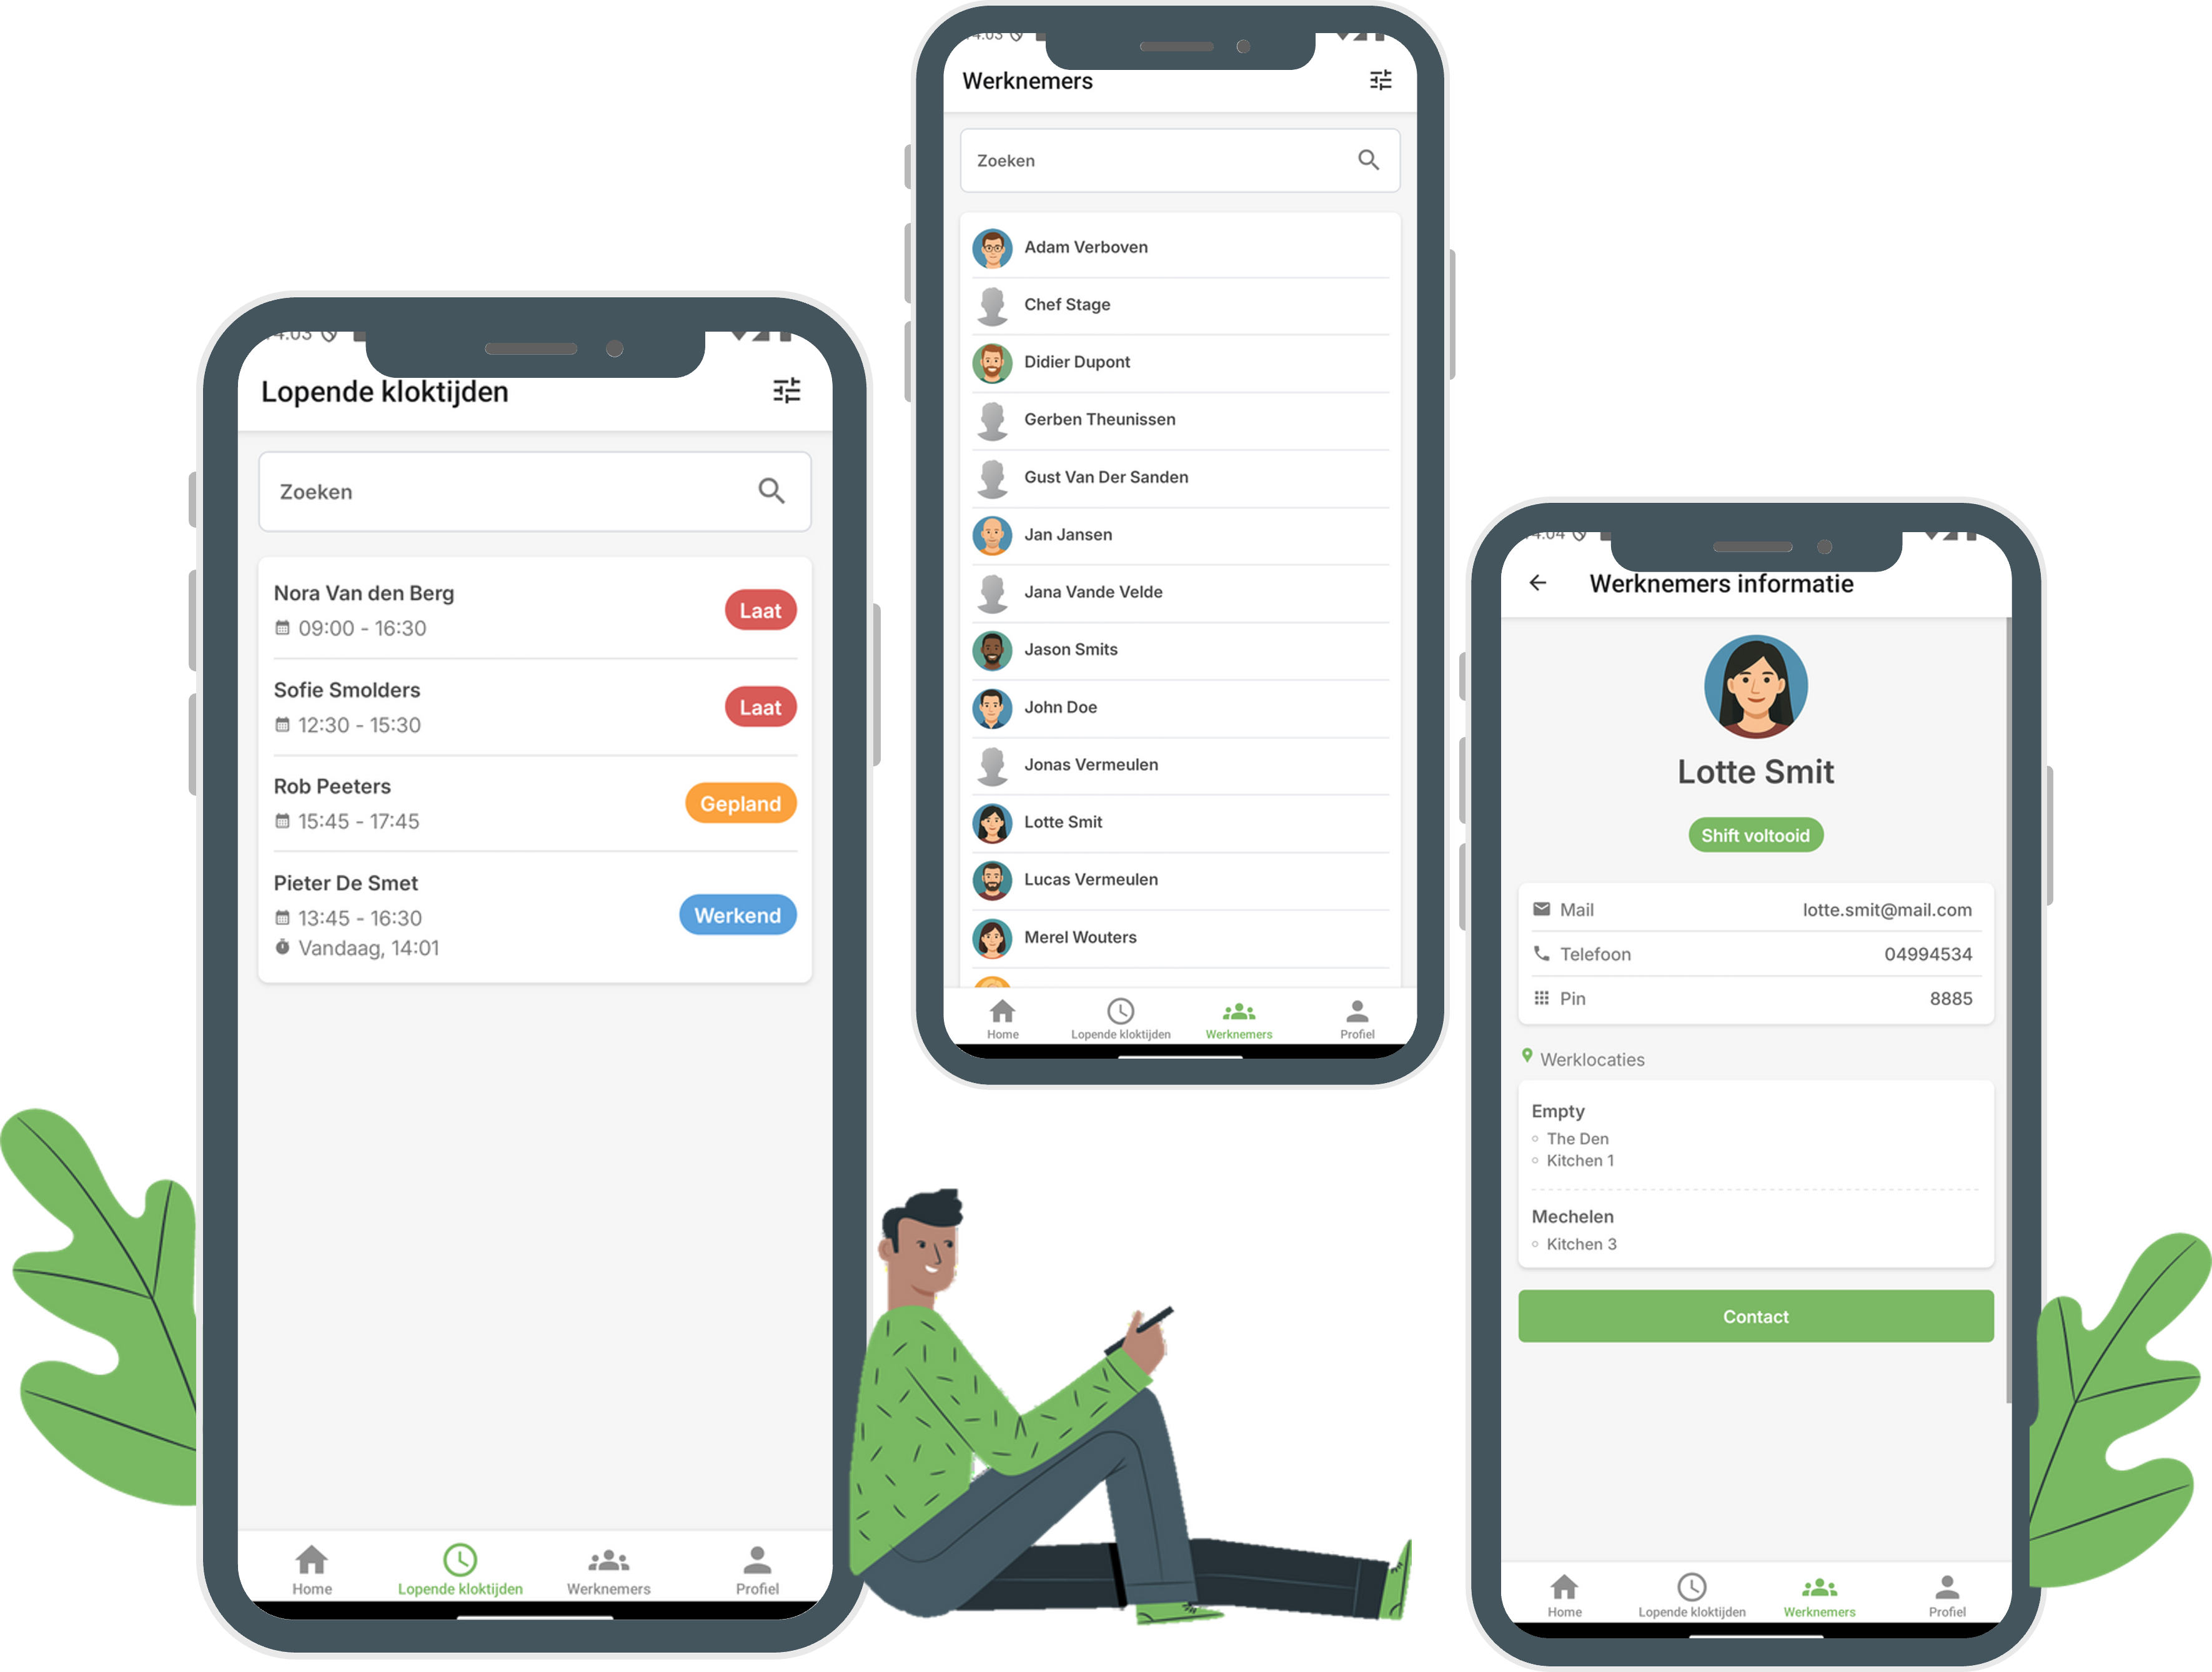 Lopende kloktijden
Zoeken
Nora Van den Berg
09:00 - 16:30
Laat
Sofie Smolders
12:30 - 15:30
Laat
Rob Peeters
15:45 - 17:45
Gepland
Pieter De Smet
13:45 - 16:30
Vandaag, 14:01
Werkend
Home
Lopende kloktijden
Werknemers
Profiel
Werknemers
Zoeken
Adam Verboven
Chef Stage
Didier Dupont
Gerben Theunissen
Gust Van Der Sanden
Jan Jansen
Jana Vande Velde
Jason Smits
John Doe
Jonas Vermeulen
Lotte Smit
Lucas Vermeulen
Merel Wouters
Home
Lopende kloktijden
Werknemers
Profiel
Werknemers informatie
Lotte Smit
Shift voltooid
Mail lotte.smit@mail.com
Telefoon 04994534
Pin 8885
Werklocaties
Empty
The Den
Kitchen 1
Mechelen
Kitchen 3
Contact
Home
Lopende kloktijden
Werknemers
Profiel